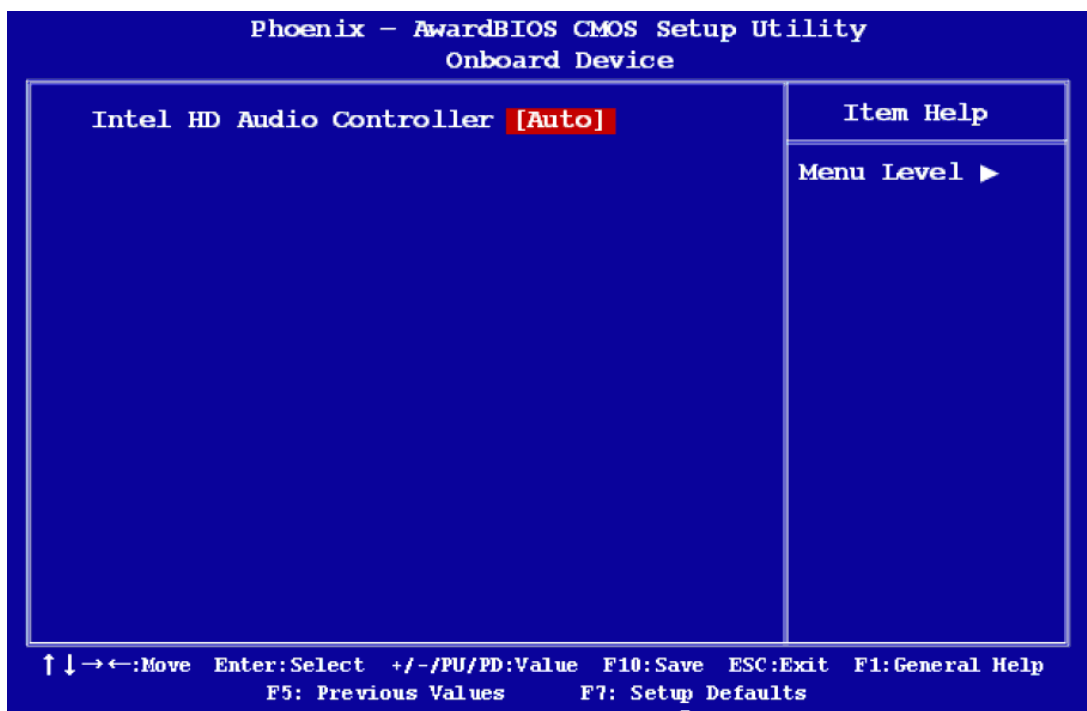 Phoenix — AwardBIOS CMOS Setup Utility
Onboard Device
Intel HD Audio Controller [Auto]
Item Help
Menu Level ▶
↑↓→←:Move Enter:Select +/-/PU/PD:Value F10:Save ESC:Exit F1:General Help
F5: Previous Values F7: Setup Defaults